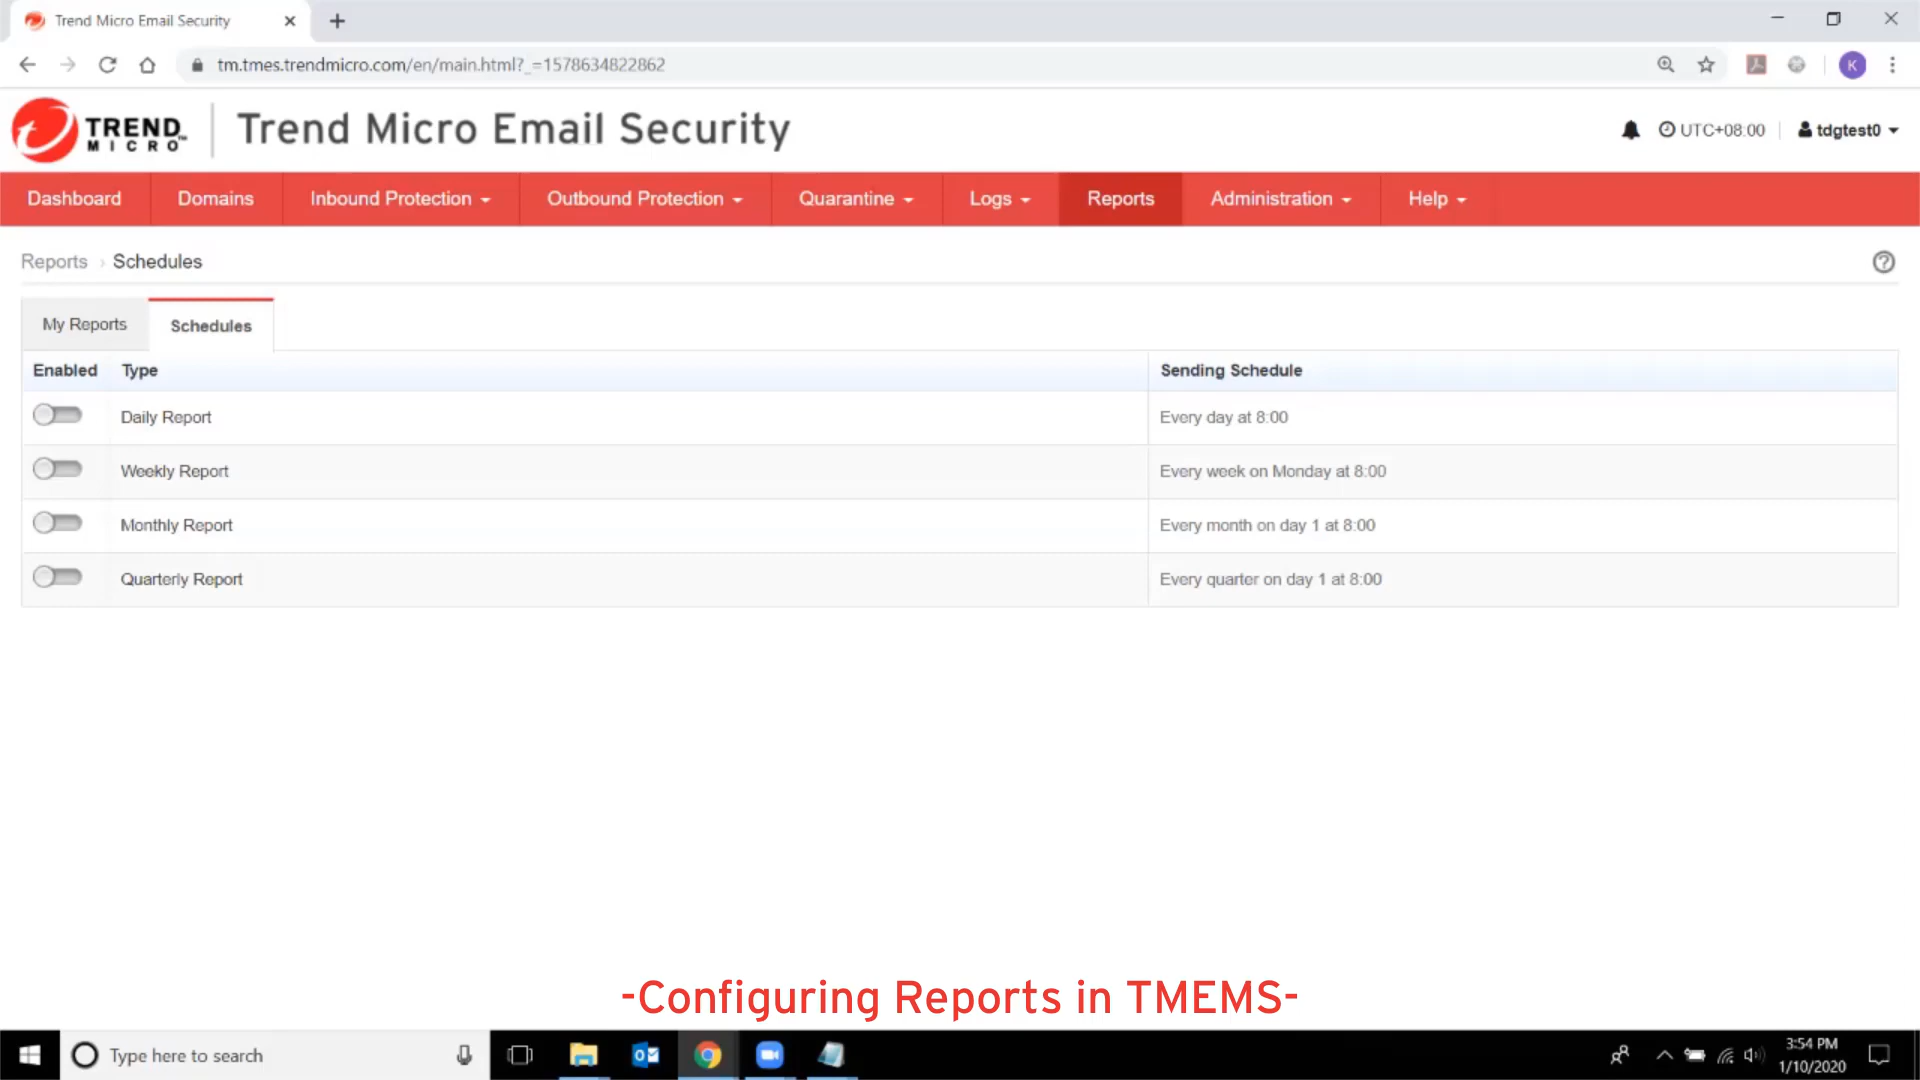 Trend Micro Email Security
tm.tmes.trendmicro.com/en/main.html?_=1578634822862
K
TREND MICRO™
Trend Micro Email Security
UTC+08:00
tdgtest0
Dashboard Domains Inbound Protection Outbound Protection Quarantine Logs Reports Administration Help
Reports › Schedules
My Reports Schedules
Enabled Type Sending Schedule
Daily Report Every day at 8:00
Weekly Report Every week on Monday at 8:00
Monthly Report Every month on day 1 at 8:00
Quarterly Report Every quarter on day 1 at 8:00
-Configuring Reports in TMEMS-
Type here to search
3:54 PM
1/10/2020